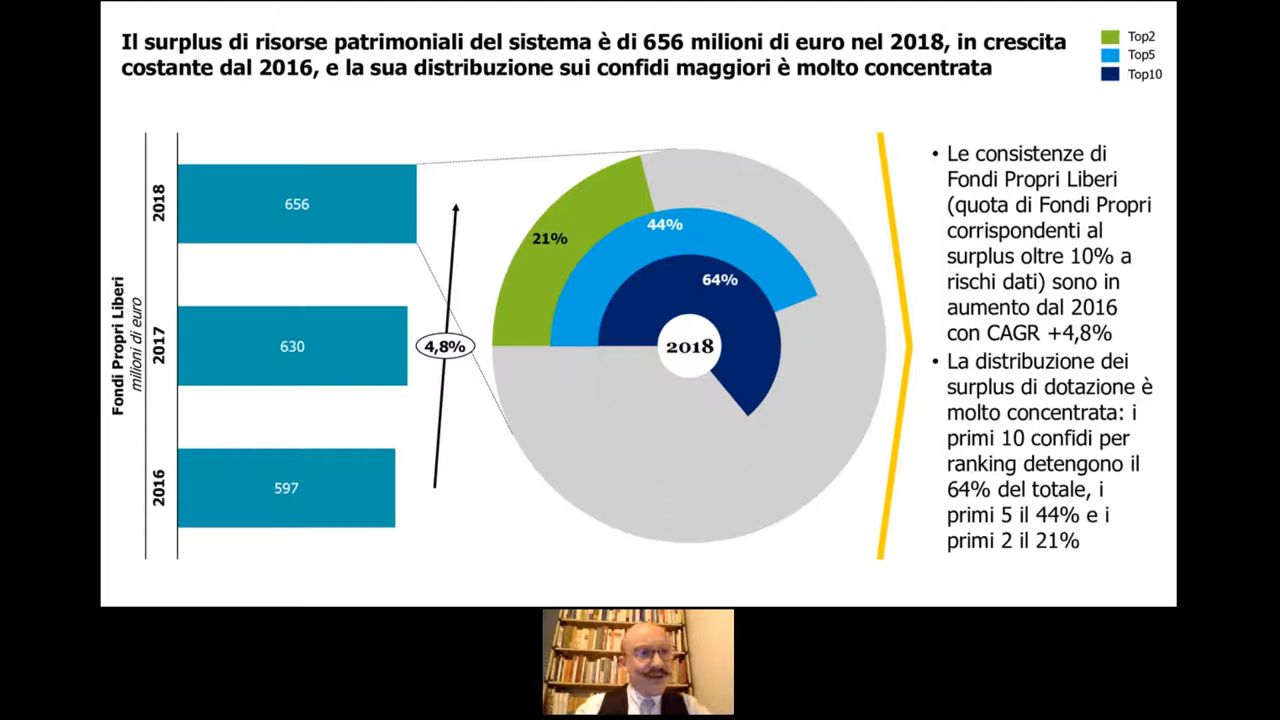 Il surplus di risorse patrimoniali del sistema è di 656 milioni di euro nel 2018, in crescita
costante dal 2016, e la sua distribuzione sui confidi maggiori è molto concentrata
Top2
Top5
Top10
Fondi Propri Liberi
milioni di euro
2018
656
2017
630
2016
597
4,8%
21%
44%
64%
2018
• Le consistenze di
Fondi Propri Liberi
(quota di Fondi Propri
corrispondenti al
surplus oltre 10% a
rischi dati) sono in
aumento dal 2016
con CAGR +4,8%
• La distribuzione dei
surplus di dotazione è
molto concentrata: i
primi 10 confidi per
ranking detengono il
64% del totale, i
primi 5 il 44% e i
primi 2 il 21%